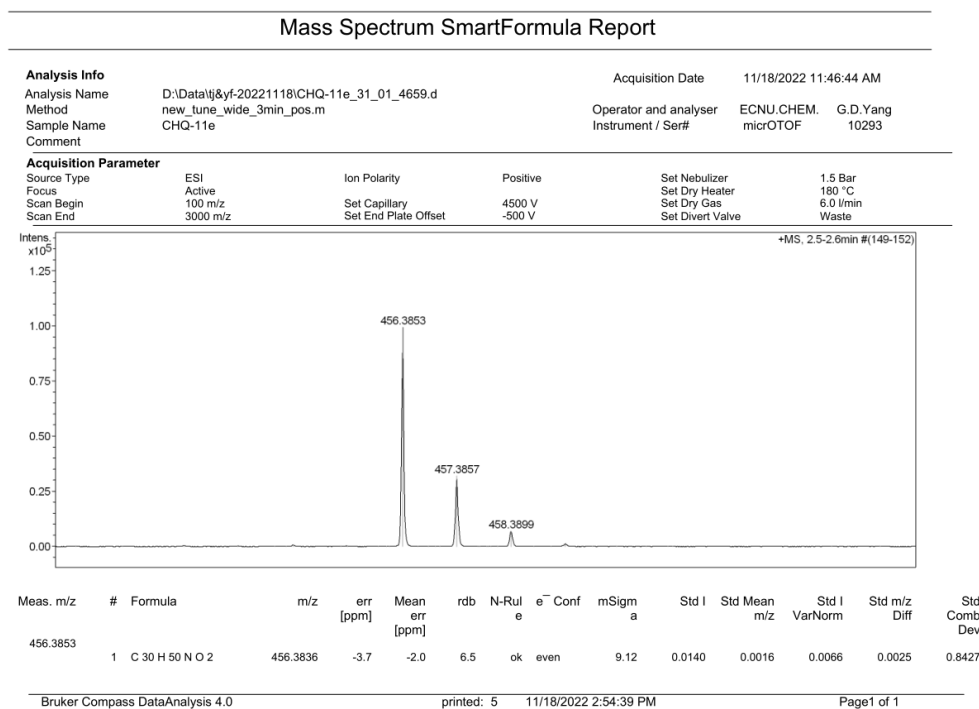 Mass Spectrum SmartFormula Report
Analysis Info
Acquisition Date 11/18/2022 11:46:44 AM
Analysis Name D:\Data\tj&yf-20221118\CHQ-11e_31_01_4659.d
Method new_tune_wide_3min_pos.m
Operator and analyser ECNU.CHEM. G.D.Yang
Sample Name CHQ-11e
Instrument / Ser# micrOTOF 10293
Comment
Acquisition Parameter
Source Type ESI Ion Polarity Positive Set Nebulizer 1.5 Bar
Focus Active Set Dry Heater 180 °C
Scan Begin 100 m/z Set Capillary 4500 V Set Dry Gas 6.0 l/min
Scan End 3000 m/z Set End Plate Offset -500 V Set Divert Valve Waste
Intens.
x10⁵
+MS, 2.5-2.6min #(149-152)
1.25
1.00
456.3853
0.75
0.50
457.3857
0.25
458.3899
0.00
Meas. m/z # Formula m/z err Mean rdb N-Rul e⁻ Conf mSigm Std I Std Mean Std I Std m/z Std
[ppm] err e a m/z VarNorm Diff Comb
[ppm] Dev
456.3853
1 C 30 H 50 N O 2 456.3836 -3.7 -2.0 6.5 ok even 9.12 0.0140 0.0016 0.0066 0.0025 0.8427
Bruker Compass DataAnalysis 4.0 printed: 5 11/18/2022 2:54:39 PM Page1 of 1